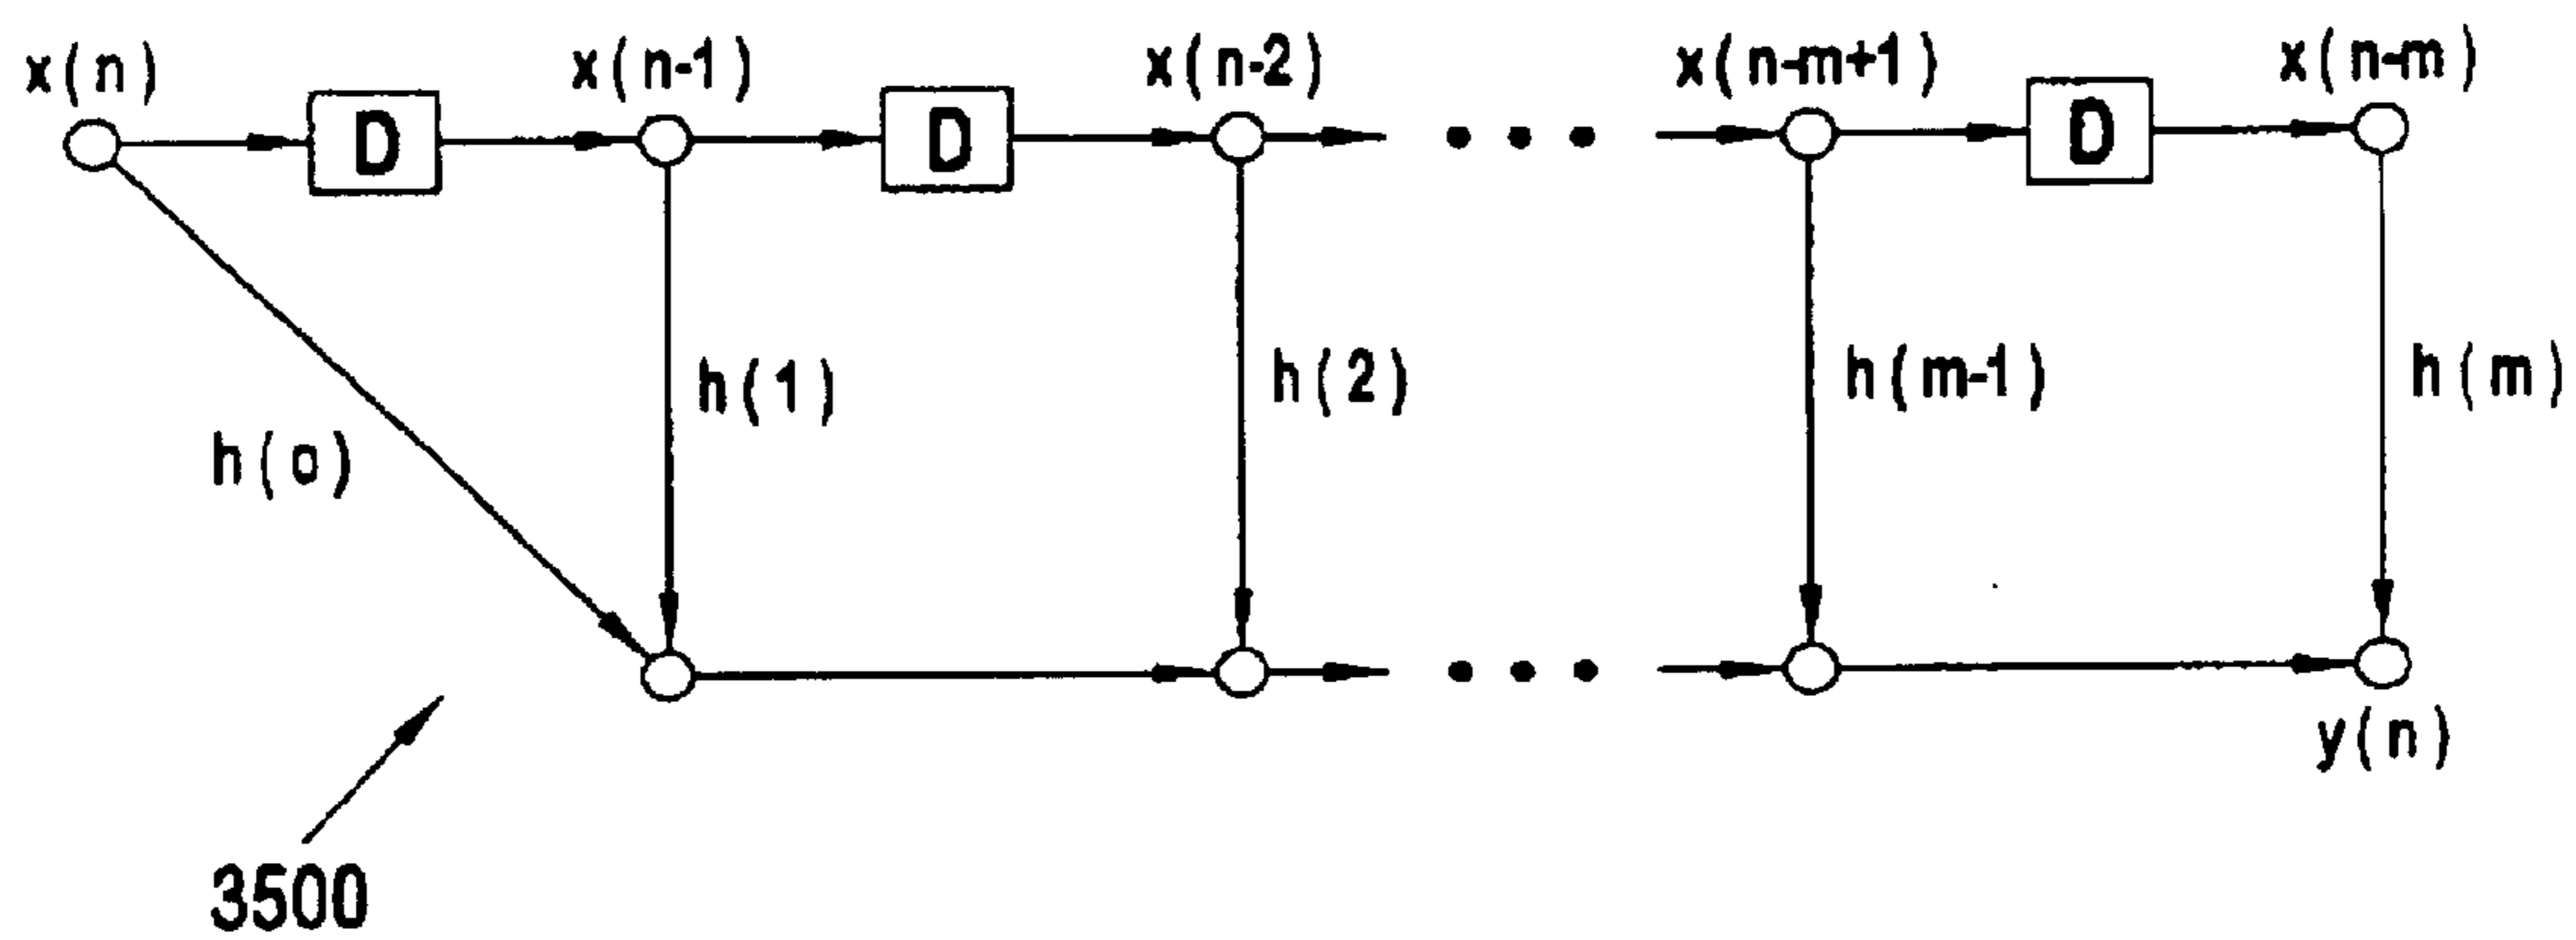 x(n) x(n-1) x(n-2) x(n-m+1) x(n-m)
D D D
h(o) h(1) h(2) h(m-1) h(m)
y(n)
3500